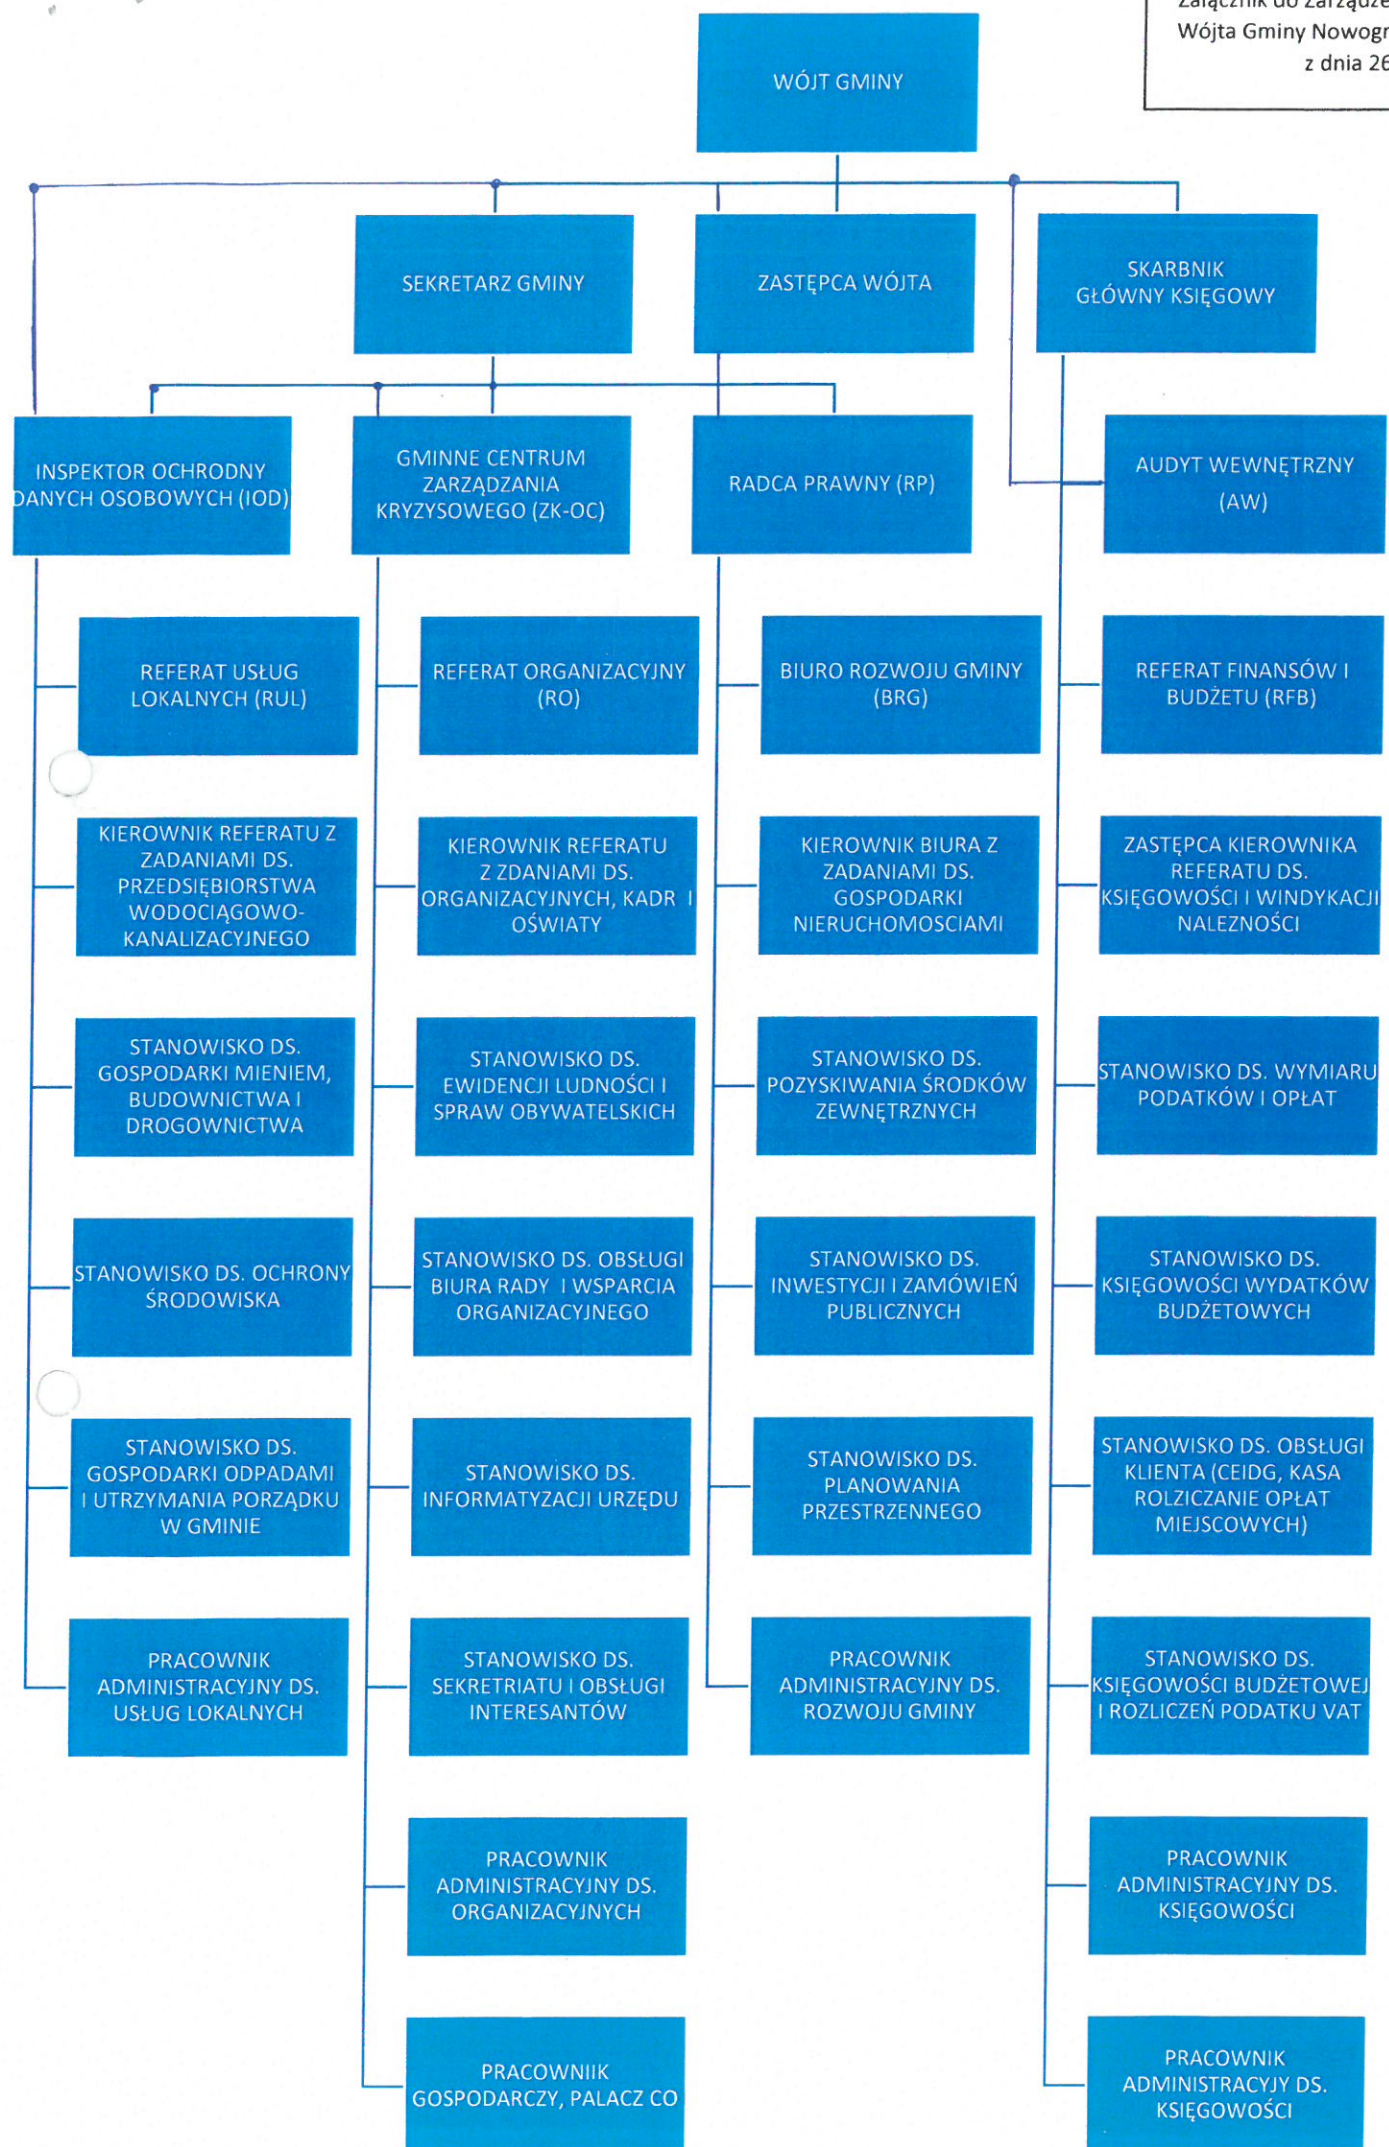 Załącznik do Zarządze
Wójta Gminy Nowogr
z dnia 26
WÓJT GMINY
SEKRETARZ GMINY
ZASTĘPCA WÓJTA
SKARBNIK
GŁÓWNY KSIĘGOWY
INSPEKTOR OCHRODNY
DANYCH OSOBOWYCH (IOD)
GMINNE CENTRUM
ZARZĄDZANIA
KRYZYSOWEGO (ZK-OC)
RADCA PRAWNY (RP)
AUDYT WEWNĘTRZNY
(AW)
REFERAT USŁUG
LOKALNYCH (RUL)
REFERAT ORGANIZACYJNY
(RO)
BIURO ROZWOJU GMINY
(BRG)
REFERAT FINANSÓW I
BUDŻETU (RFB)
KIEROWNIK REFERATU Z
ZADANIAMI DS.
PRZEDSIĘBIORSTWA
WODOCIĄGOWO-
KANALIZACYJNEGO
KIEROWNIK REFERATU
Z ZDANIAMI DS.
ORGANIZACYJNYCH, KADR I
OŚWIATY
KIEROWNIK BIURA Z
ZADANIAMI DS.
GOSPODARKI
NIERUCHOMOSCIAMI
ZASTĘPCA KIEROWNIKA
REFERATU DS.
KSIĘGOWOŚCI I WINDYKACJI
NALEZNOŚCI
STANOWISKO DS.
GOSPODARKI MIENIEM,
BUDOWNICTWA I
DROGOWNICTWA
STANOWISKO DS.
EWIDENCJI LUDNOŚCI I
SPRAW OBYWATELSKICH
STANOWISKO DS.
POZYSKIWANIA ŚRODKÓW
ZEWNĘTRZNYCH
STANOWISKO DS. WYMIARU
PODATKÓW I OPŁAT
STANOWISKO DS. OCHRONY
ŚRODOWISKA
STANOWISKO DS. OBSŁUGI
BIURA RADY I WSPARCIA
ORGANIZACYJNEGO
STANOWISKO DS.
INWESTYCJI I ZAMÓWIEŃ
PUBLICZNYCH
STANOWISKO DS.
KSIĘGOWOŚCI WYDATKÓW
BUDŻETOWYCH
STANOWISKO DS.
GOSPODARKI ODPADAMI
I UTRZYMANIA PORZĄDKU
W GMINIE
STANOWISKO DS.
INFORMATYZACJI URZĘDU
STANOWISKO DS.
PLANOWANIA
PRZESTRZENNEGO
STANOWISKO DS. OBSŁUGI
KLIENTA (CEIDG, KASA
ROLZICZANIE OPŁAT
MIEJSCOWYCH)
PRACOWNIK
ADMINISTRACYJNY DS.
USŁUG LOKALNYCH
STANOWISKO DS.
SEKRETARIATU I OBSŁUGI
INTERESANTÓW
PRACOWNIK
ADMINISTRACYJNY DS.
ROZWOJU GMINY
STANOWISKO DS.
KSIĘGOWOŚCI BUDŻETOWEJ
I ROZLICZEŃ PODATKU VAT
PRACOWNIK
ADMINISTRACYJNY DS.
ORGANIZACYJNYCH
PRACOWNIK
ADMINISTRACYJNY DS.
KSIĘGOWOŚCI
PRACOWNIIK
GOSPODARCZY, PALACZ CO
PRACOWNIK
ADMINISTRACYJY DS.
KSIĘGOWOŚCI